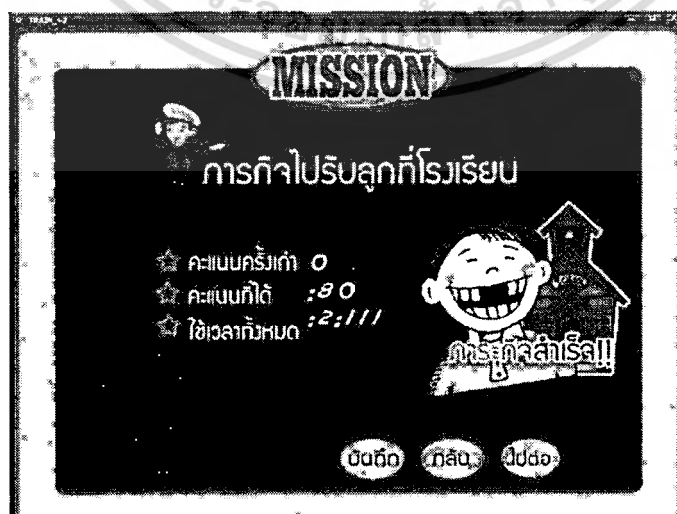 TRAIN_v2
MISSION
ภารกิจไปรับลูกที่โรงเรียน
คะแนนครั้งเก่า 0
คะแนนที่ได้ :80
ใช้เวลาทั้งหมด :2:111
ภาระกิจสำเร็จ!!
บันทึก กลับ ไปต่อ